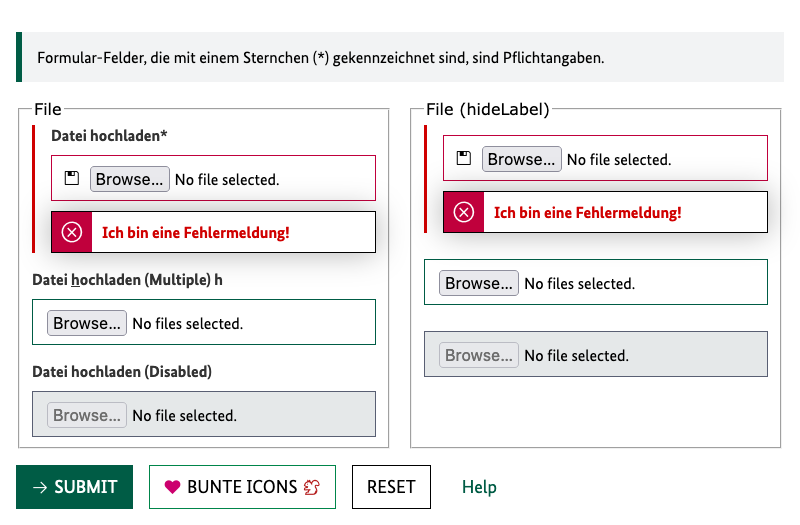 Formular-Felder, die mit einem Sternchen (*) gekennzeichnet sind, sind Pflichtangaben.
File
Datei hochladen*
Browse... No file selected.
Ich bin eine Fehlermeldung!
Datei hochladen (Multiple) h
Browse... No files selected.
Datei hochladen (Disabled)
Browse... No file selected.
File (hideLabel)
Browse... No file selected.
Ich bin eine Fehlermeldung!
Browse... No files selected.
Browse... No file selected.
→ SUBMIT
BUNTE ICONS
RESET
Help